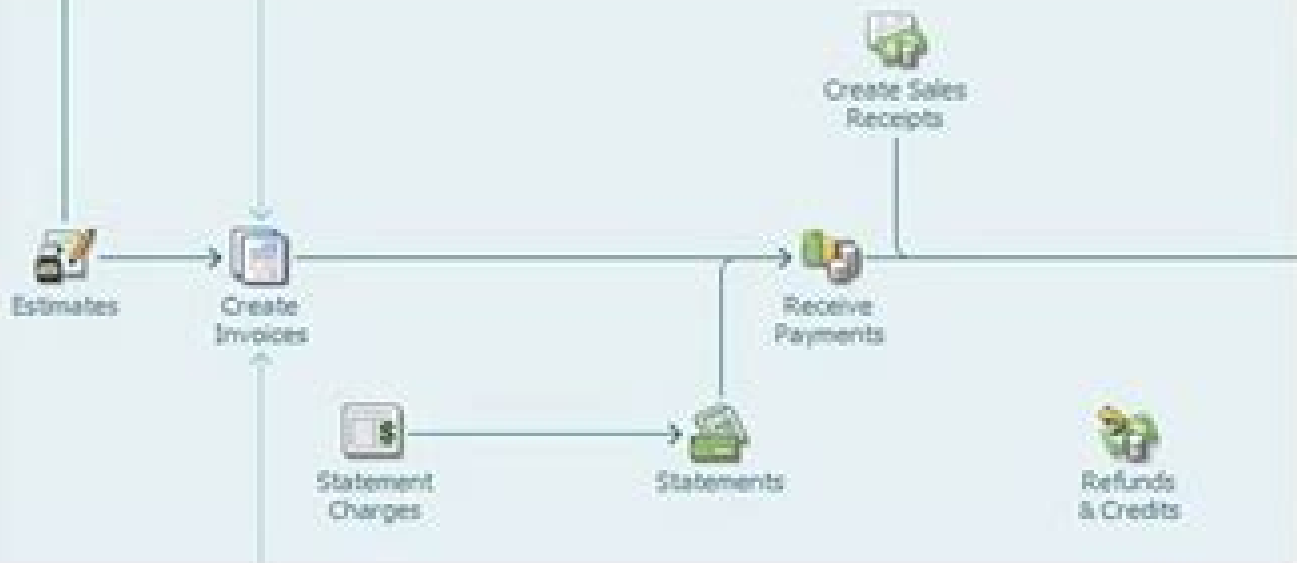 Create Sales
Receipts
Estimates
Create
Invoices
Receive
Payments
Statement
Charges
Statements
Refunds
& Credits